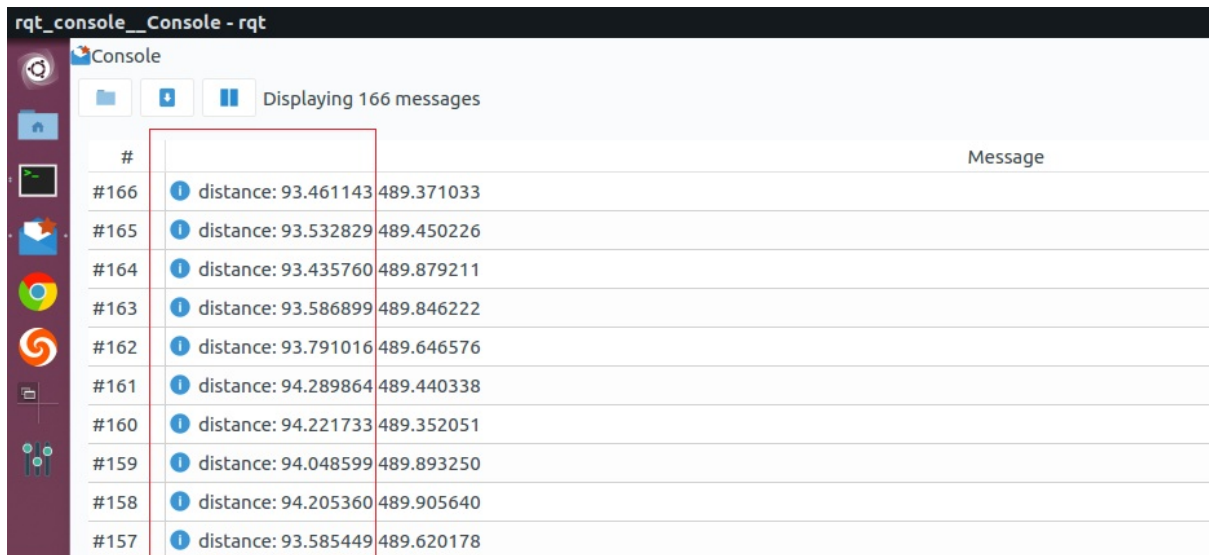 rqt_console__Console - rqt
Console
Displaying 166 messages
# Message
#166 distance: 93.461143 489.371033
#165 distance: 93.532829 489.450226
#164 distance: 93.435760 489.879211
#163 distance: 93.586899 489.846222
#162 distance: 93.791016 489.646576
#161 distance: 94.289864 489.440338
#160 distance: 94.221733 489.352051
#159 distance: 94.048599 489.893250
#158 distance: 94.205360 489.905640
#157 distance: 93.585449 489.620178